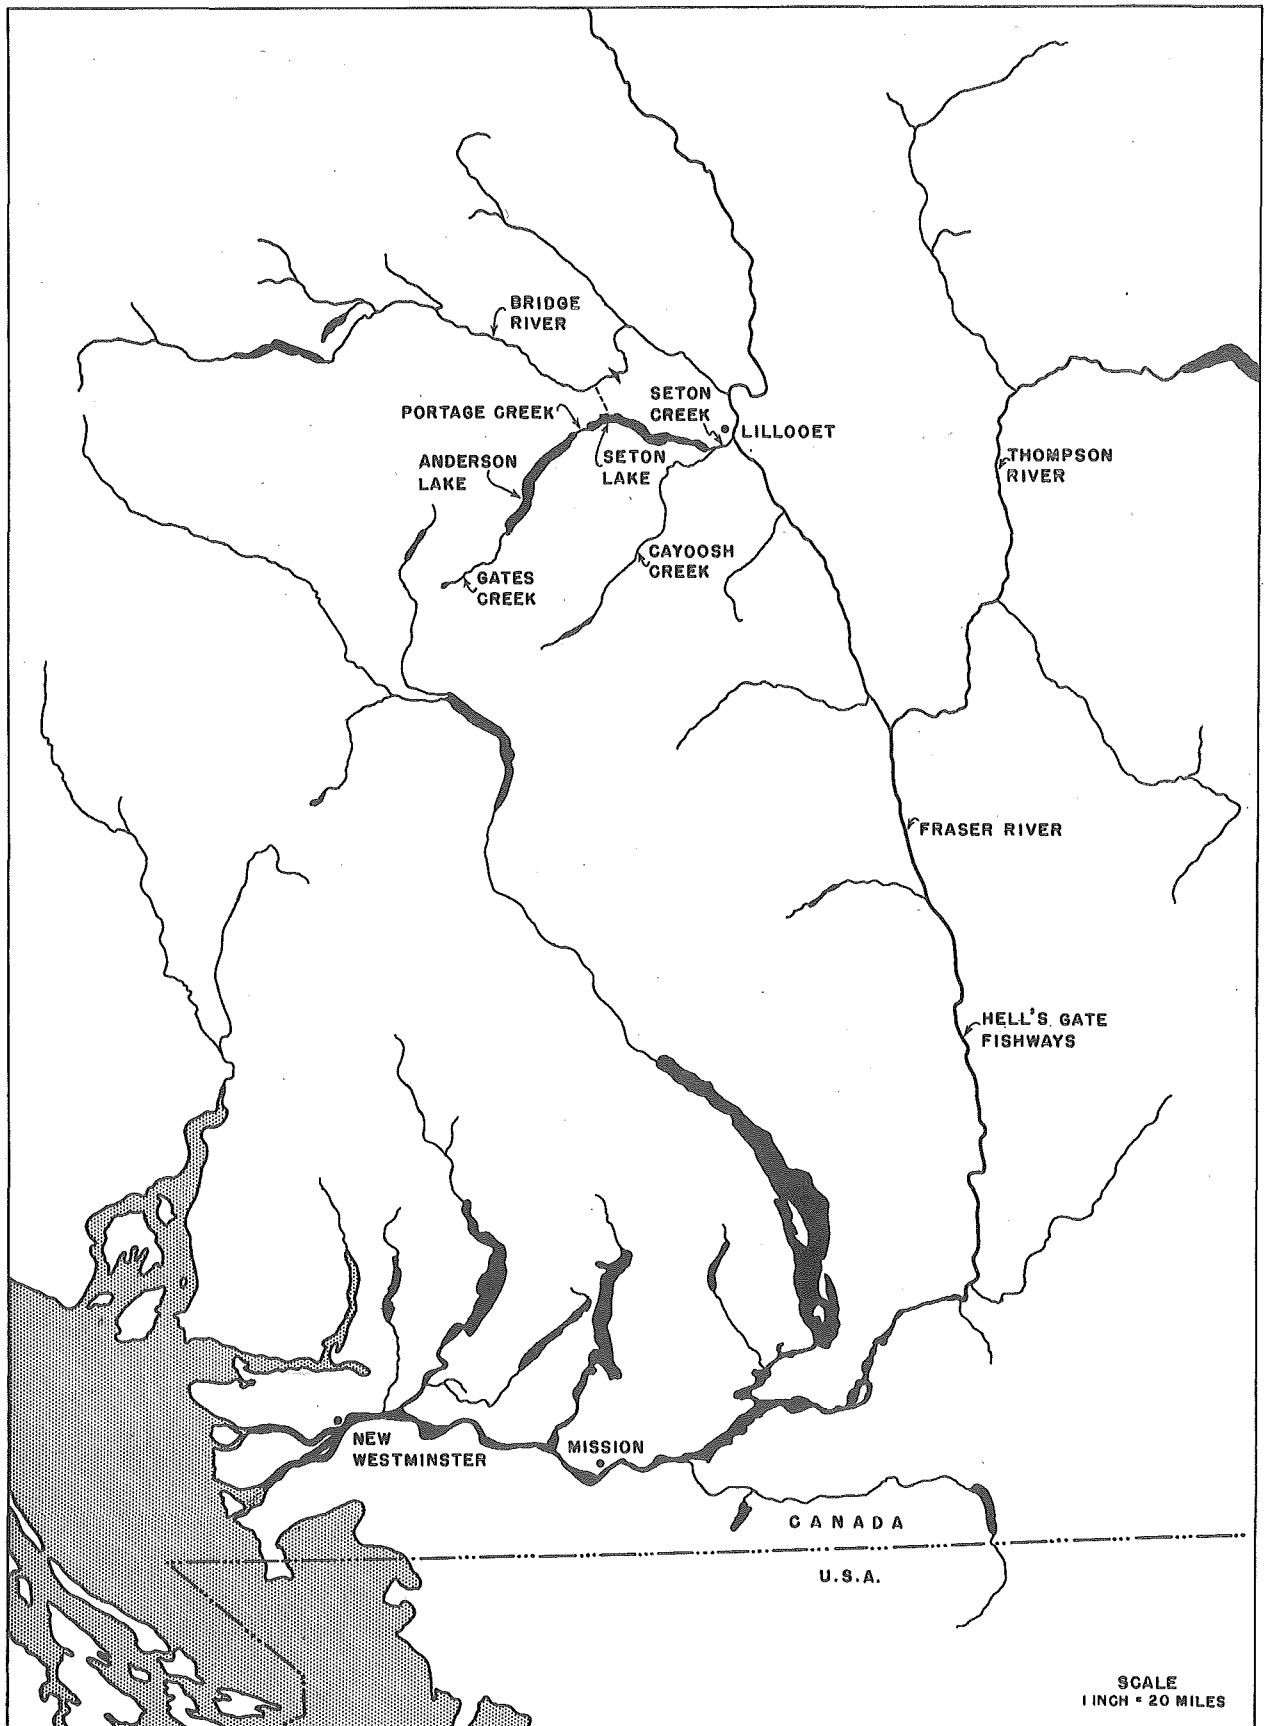 BRIDGE
RIVER
SETON
CREEK
PORTAGE CREEK
LILLOOET
ANDERSON
LAKE
SETON
LAKE
THOMPSON
RIVER
CAYOOSH
CREEK
GATES
CREEK
FRASER RIVER
HELL'S GATE
FISHWAYS
NEW
WESTMINSTER
MISSION
CANADA
U.S.A.
SCALE
1 INCH = 20 MILES